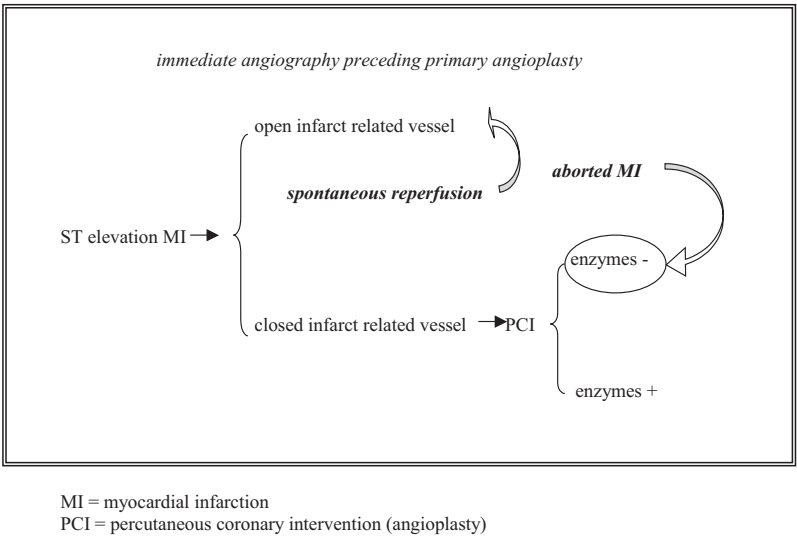 immediate angiography preceding primary angioplasty
open infarct related vessel
aborted MI
spontaneous reperfusion
ST elevation MI
enzymes -
closed infarct related vessel
PCI
enzymes +
MI = myocardial infarction
PCI = percutaneous coronary intervention (angioplasty)